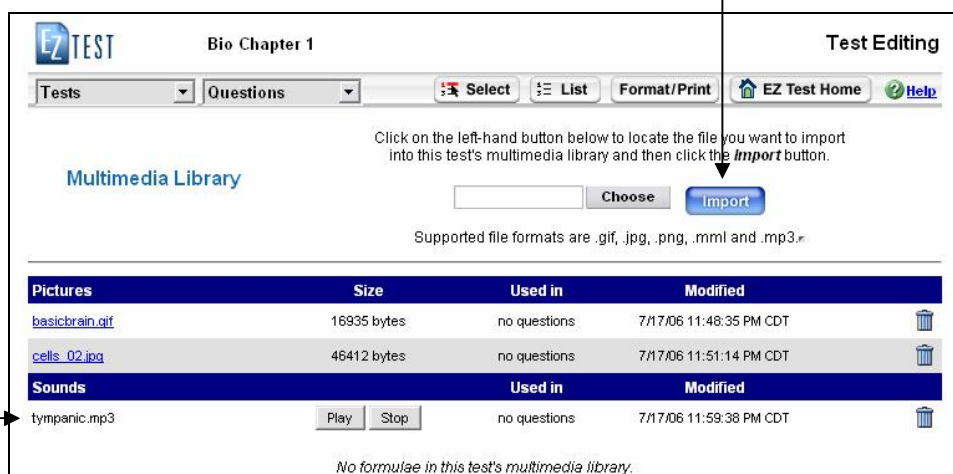 EZ TEST Bio Chapter 1 Test Editing
Tests Questions Select List Format/Print EZ Test Home Help
Click on the left-hand button below to locate the file you want to import
into this test's multimedia library and then click the Import button.
Multimedia Library
Choose Import
Supported file formats are .gif, .jpg, .png, .mml and .mp3.
Pictures Size Used in Modified
basicbrain.gif 16935 bytes no questions 7/17/06 11:48:35 PM CDT
cells_02.jpg 46412 bytes no questions 7/17/06 11:51:14 PM CDT
Sounds Used in Modified
tympanic.mp3 Play Stop no questions 7/17/06 11:59:38 PM CDT
No formulae in this test's multimedia library.